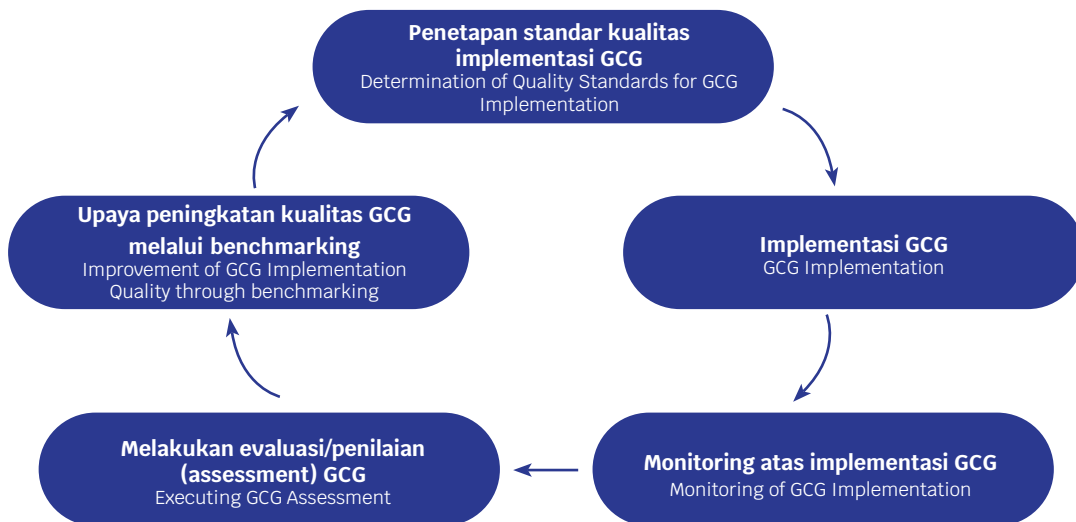 Penetapan standar kualitas
implementasi GCG
Determination of Quality Standards for GCG
Implementation
Implementasi GCG
GCG Implementation
Monitoring atas implementasi GCG
Monitoring of GCG Implementation
Melakukan evaluasi/penilaian
(assessment) GCG
Executing GCG Assessment
Upaya peningkatan kualitas GCG
melalui benchmarking
Improvement of GCG Implementation
Quality through benchmarking